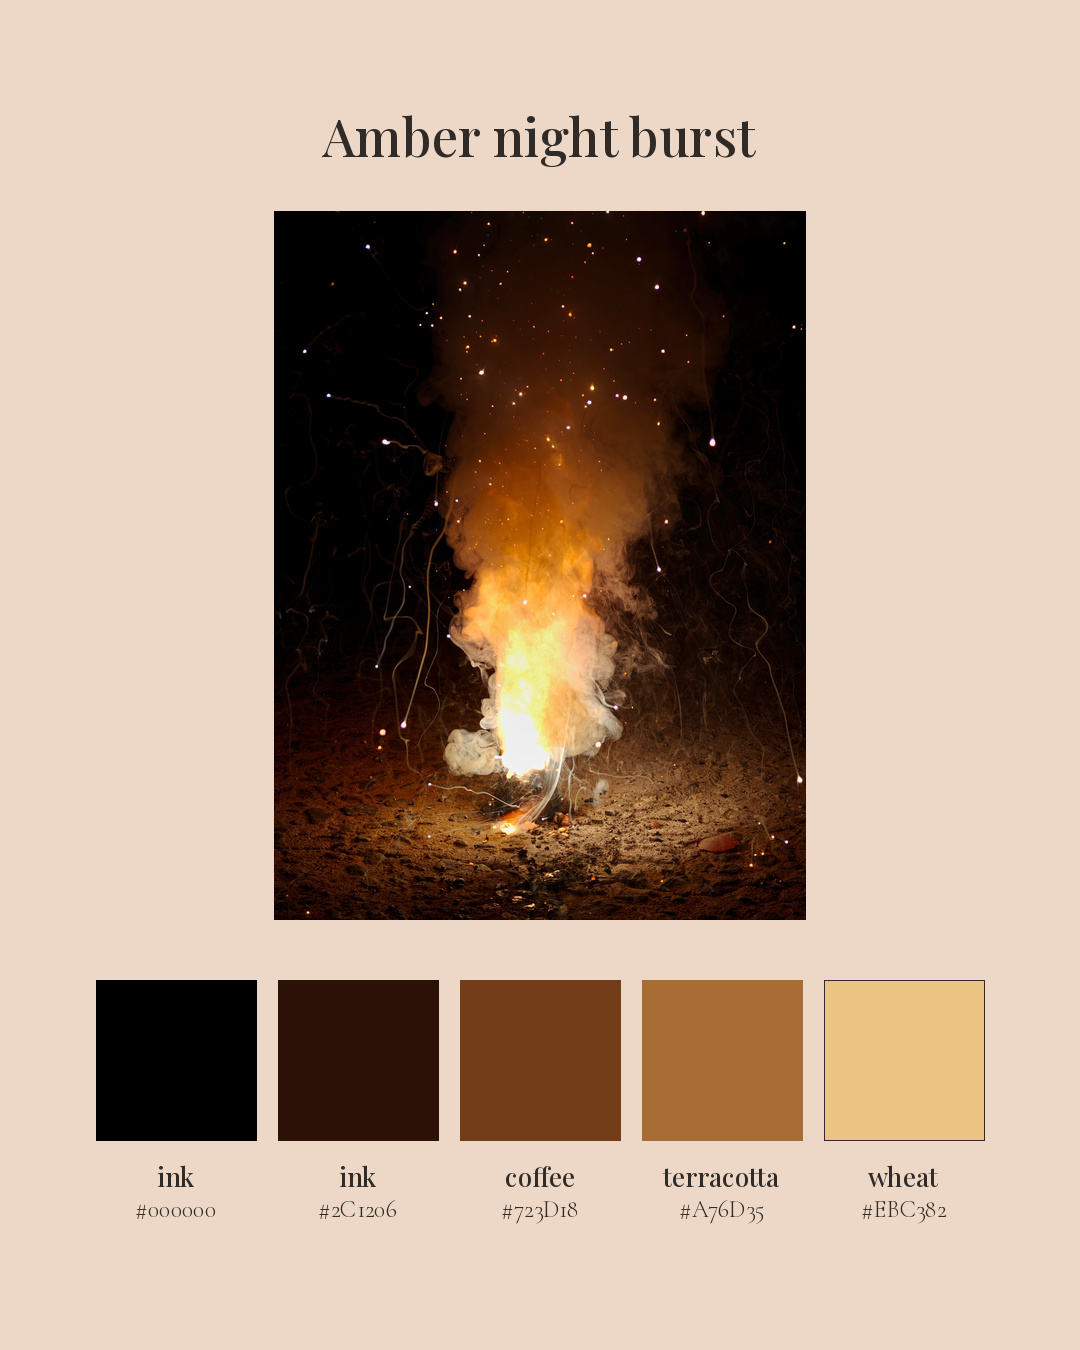 Amber night burst
ink
ink
coffee
terracotta
wheat
#000000
#2C1206
#723D18
#A76D35
#EBC382